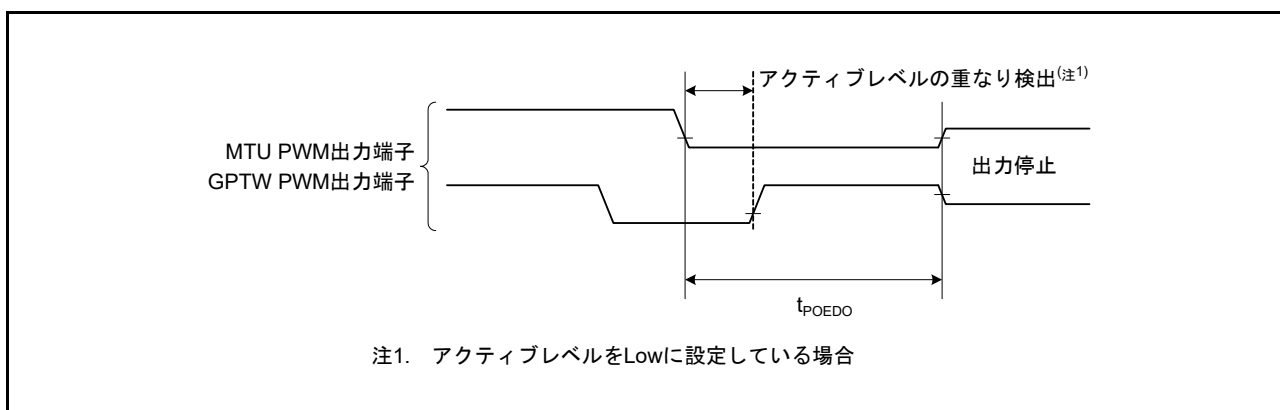 アクティブレベルの重なり検出(注1)
MTU PWM出力端子
GPTW PWM出力端子
出力停止
tPOEDO
注1. アクティブレベルをLowに設定している場合